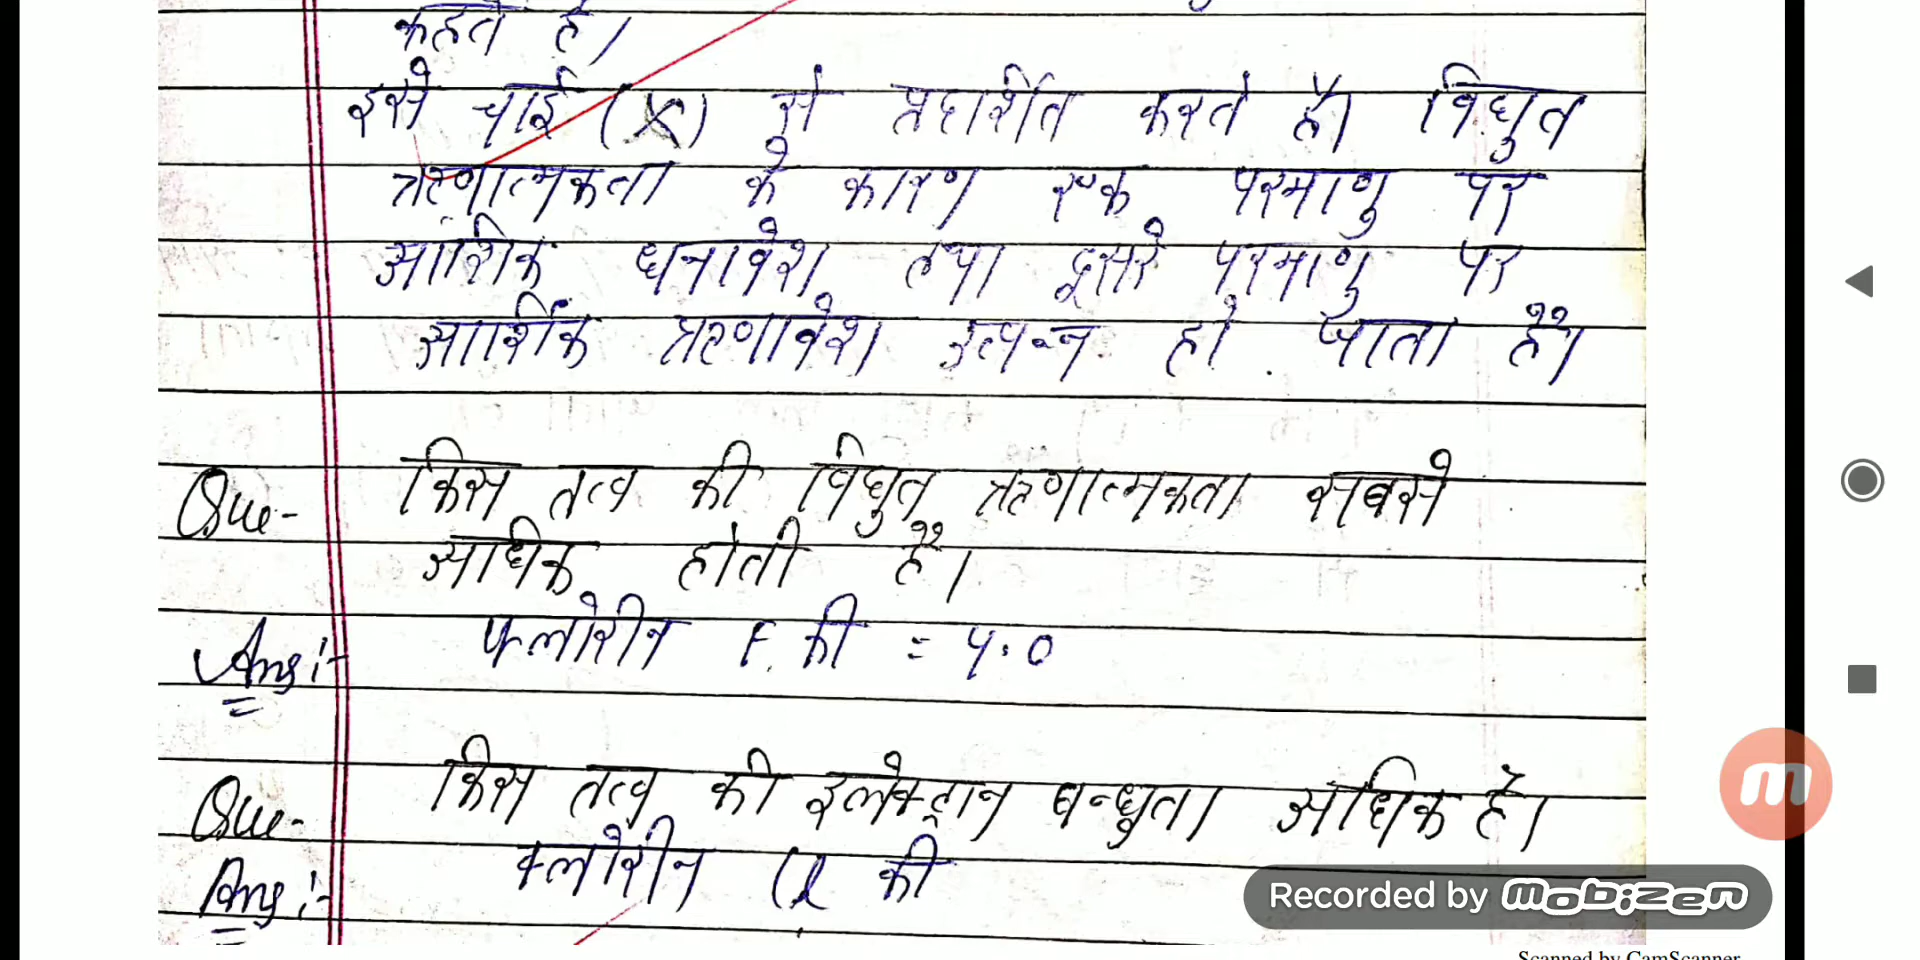 कहते है।
इसे चाई (X) से प्रदर्शित करते है। विधुत
ऋणात्मकता के कारण एक परमाणु पर
आंशिक धनावेश तथा दूसरे परमाणु पर
आंर्शिक ऋणावेश उत्पन्न हो जाता हैं।
Que- किस तत्व की विधुत ऋणात्मकता सबसे
अधिक होती हैं।
Ans:- फ्लोरीन F. की = 4.0
Que- किस तत्व की इलेक्ट्रान बन्धुता अधिक है।
Ans:- क्लोरीन Cl की
Recorded by mobizen
Scanned by CamScanner